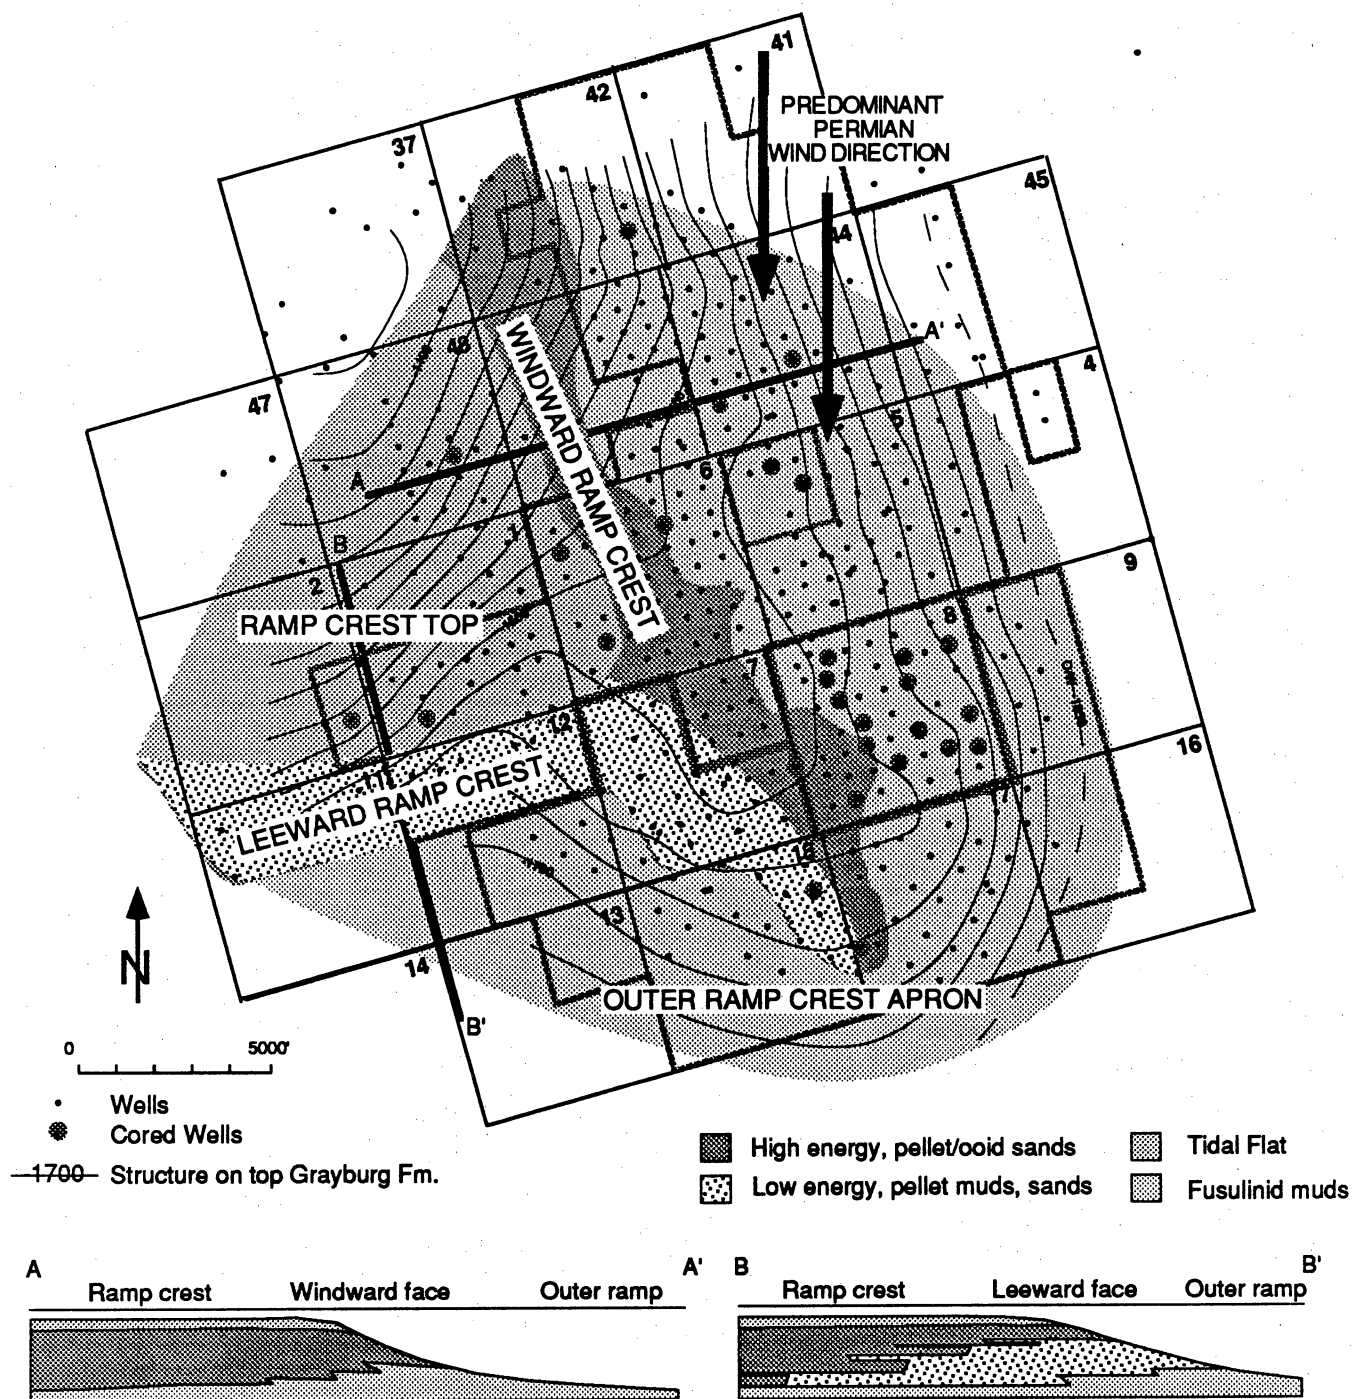 41
42
PREDOMINANT
PERMIAN
WIND DIRECTION
37
45
44
A'
48
4
47
5
WINDWARD RAMP CREST
6
A
1
B
9
2
RAMP CREST TOP
8
7
12
16
11
LEEWARD RAMP CREST
18
13
14
N
OUTER RAMP CREST APRON
B'
0 5000'
Wells
Cored Wells
1700 Structure on top Grayburg Fm.
High energy, pellet/ooid sands
Tidal Flat
Low energy, pellet muds, sands
Fusulinid muds
A A' B B'
Ramp crest Windward face Outer ramp
Ramp crest Leeward face Outer ramp